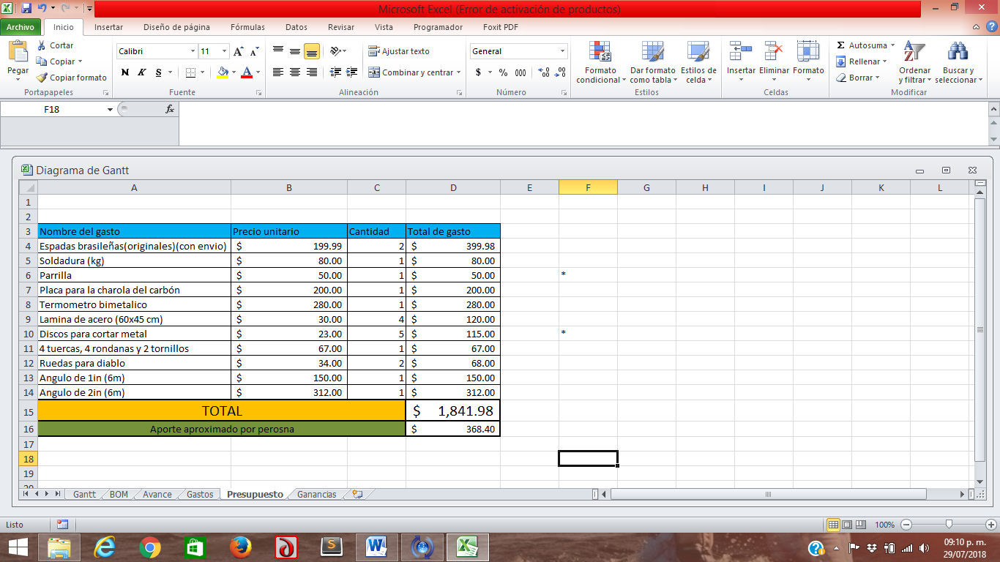 Microsoft Excel (Error de activación de productos)
Archivo Inicio Insertar Diseño de página Fórmulas Datos Revisar Vista Programador Foxit PDF
Pegar
Cortar
Copiar
Copiar formato
Portapapeles
Calibri 11
N K S
Fuente
Ajustar texto
Combinar y centrar
Alineación
General
$ % 000
Número
Formato condicional
Dar formato como tabla
Estilos de celda
Estilos
Insertar Eliminar Formato
Celdas
Σ Autosuma
Rellenar
Borrar
Ordenar y filtrar
Buscar y seleccionar
Modificar
F18 fx
Diagrama de Gantt
A B C D E F G H I J K L
1
2
3 Nombre del gasto Precio unitario Cantidad Total de gasto
4 Espadas brasileñas(originales)(con envio) $ 199.99 2 $ 399.98
5 Soldadura (kg) $ 80.00 1 $ 80.00
6 Parrilla $ 50.00 1 $ 50.00 *
7 Placa para la charola del carbón $ 200.00 1 $ 200.00
8 Termometro bimetalico $ 280.00 1 $ 280.00
9 Lamina de acero (60x45 cm) $ 30.00 4 $ 120.00
10 Discos para cortar metal $ 23.00 5 $ 115.00 *
11 4 tuercas, 4 rondanas y 2 tornillos $ 67.00 1 $ 67.00
12 Ruedas para diablo $ 34.00 2 $ 68.00
13 Angulo de 1in (6m) $ 150.00 1 $ 150.00
14 Angulo de 2in (6m) $ 312.00 1 $ 312.00
15 TOTAL $ 1,841.98
16 Aporte aproximado por perosna $ 368.40
17
18
19
20
Gantt BOM Avance Gastos Presupuesto Ganancias
Listo 100%
09:10 p. m.
29/07/2018